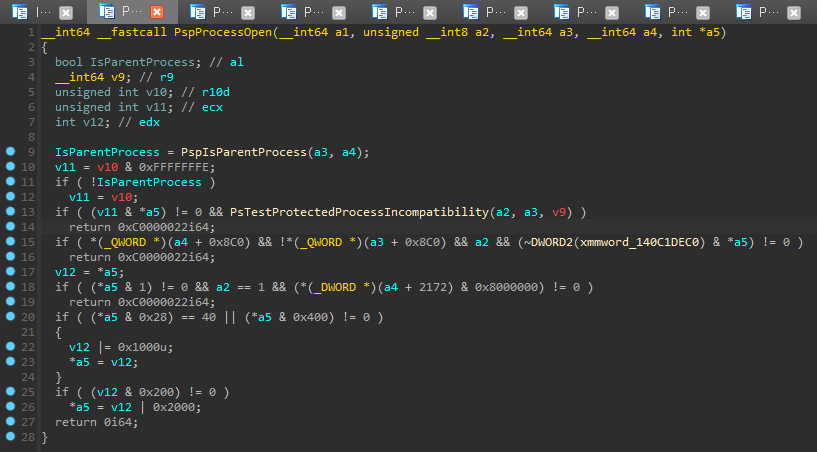 I… P… P… P… P… P… P… P… P…
1 __int64 __fastcall PspProcessOpen(__int64 a1, unsigned __int8 a2, __int64 a3, __int64 a4, int *a5)
2 {
3 bool IsParentProcess; // al
4 __int64 v9; // r9
5 unsigned int v10; // r10d
6 unsigned int v11; // ecx
7 int v12; // edx
8
9 IsParentProcess = PspIsParentProcess(a3, a4);
10 v11 = v10 & 0xFFFFFFFE;
11 if ( !IsParentProcess )
12 v11 = v10;
13 if ( (v11 & *a5) != 0 && PsTestProtectedProcessIncompatibility(a2, a3, v9) )
14 return 0xC0000022i64;
15 if ( *(_QWORD *)(a4 + 0x8C0) && !*(_QWORD *)(a3 + 0x8C0) && a2 && (~DWORD2(xmmword_140C1DEC0) & *a5) != 0 )
16 return 0xC0000022i64;
17 v12 = *a5;
18 if ( (*a5 & 1) != 0 && a2 == 1 && (*(_DWORD *)(a4 + 2172) & 0x8000000) != 0 )
19 return 0xC0000022i64;
20 if ( (*a5 & 0x28) == 40 || (*a5 & 0x400) != 0 )
21 {
22 v12 |= 0x1000u;
23 *a5 = v12;
24 }
25 if ( (v12 & 0x200) != 0 )
26 *a5 = v12 | 0x2000;
27 return 0i64;
28 }